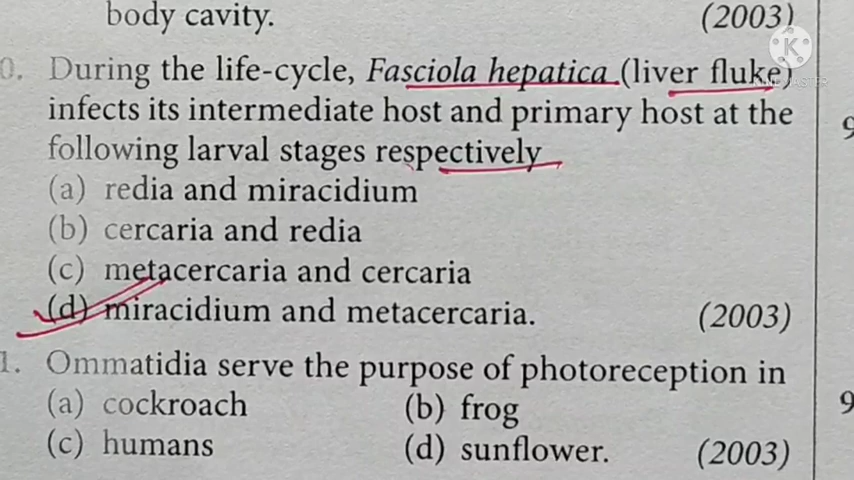 body cavity. (2003)
0. During the life-cycle, Fasciola hepatica (liver fluke)
infects its intermediate host and primary host at the
following larval stages respectively
(a) redia and miracidium
(b) cercaria and redia
(c) metacercaria and cercaria
(d) miracidium and metacercaria. (2003)
1. Ommatidia serve the purpose of photoreception in
(a) cockroach (b) frog
(c) humans (d) sunflower. (2003)
9
9
K